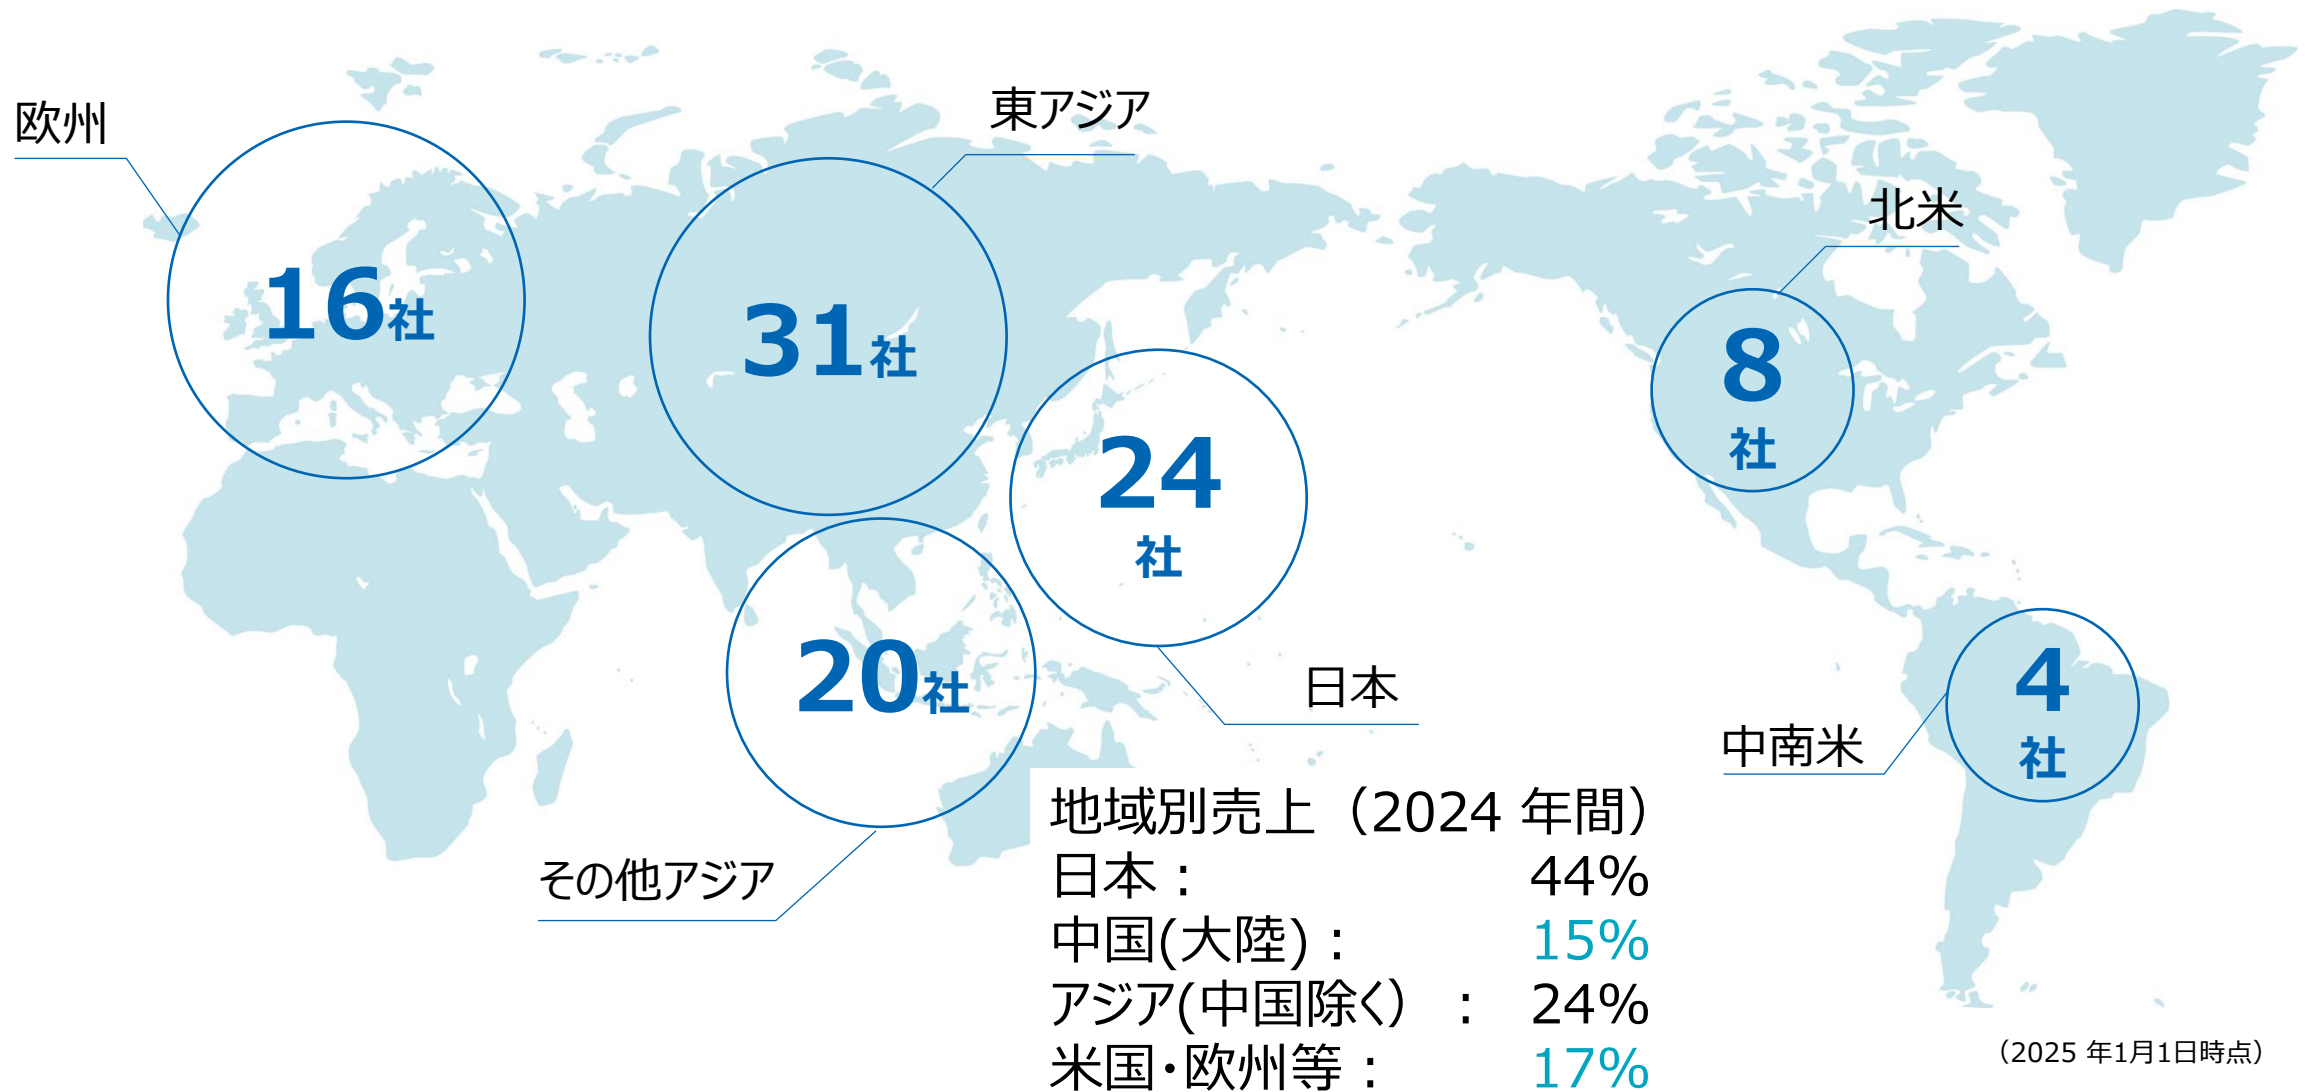 欧州
16社
東アジア
31社
北米
8
社
24
社
日本
20社
その他アジア
中南米
4
社
地域別売上（2024 年間）
日本： 44%
中国(大陸)： 15%
アジア(中国除く）： 24%
米国・欧州等： 17%
（2025 年1月1日時点）